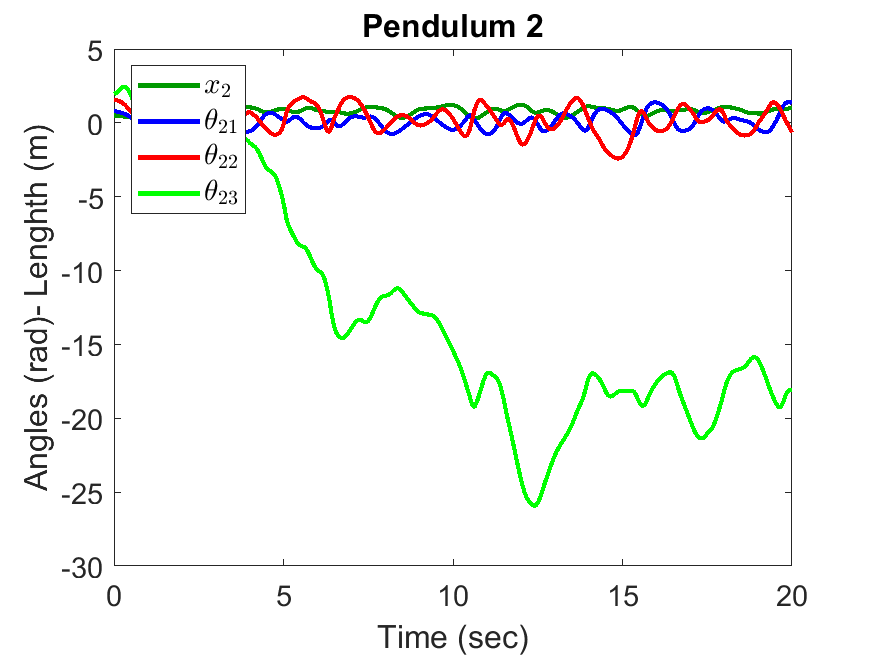 Pendulum 2
Angles (rad)- Lenghth (m)
5
0
-5
-10
-15
-20
-25
-30
x₂
θ₂₁
θ₂₂
θ₂₃
0 5 10 15 20
Time (sec)